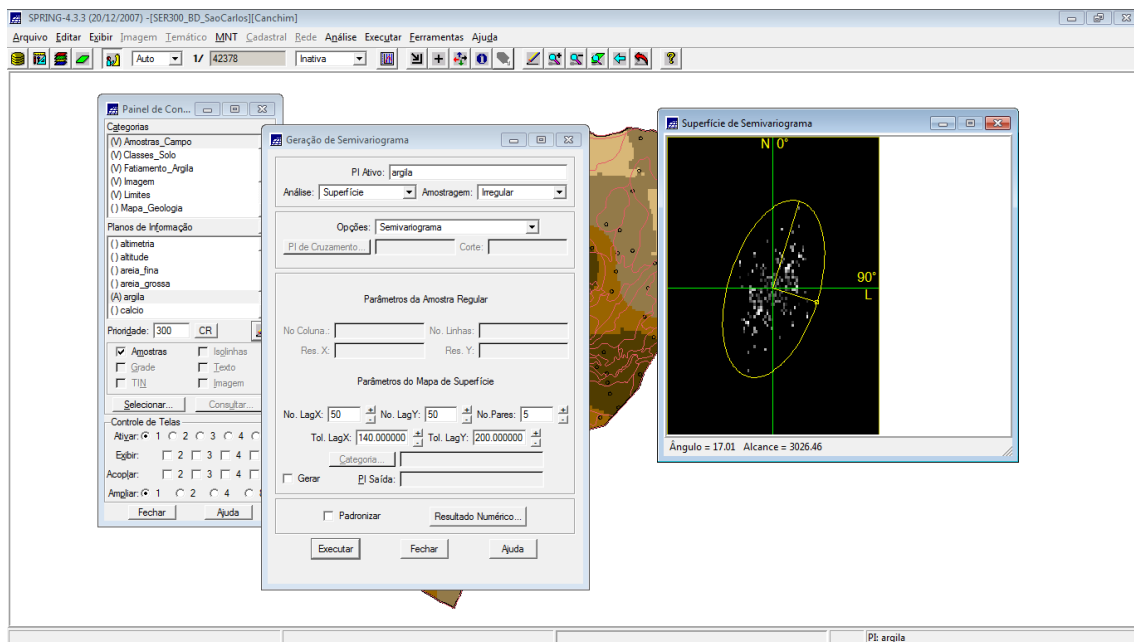 SPRING-4.3.3 (20/12/2007) -[SER300_BD_SaoCarlos][Canchim]
Arquivo Editar Exibir Imagem Temático MNT Cadastral Rede Análise Executar Ferramentas Ajuda
Auto 1/ 42378 Inativa
Painel de Con...
Categorias
(V) Amostras_Campo
(V) Classes_Solo
(V) Fatiamento_Argila
(V) Imagem
(V) Limites
( ) Mapa_Geologia
Planos de Informação
( ) altimetria
( ) altitude
( ) areia_fina
( ) areia_grossa
(A) argila
( ) calcio
Prioridade: 300 CR
Amostras Isolinhas
Grade Texto
TIN Imagem
Selecionar... Consultar...
Controle de Telas
Ativar: 1 2 3 4
Exibir: 2 3 4
Acoplar: 2 3 4
Ampliar: 1 2 4
Fechar Ajuda
Geração de Semivariograma
PI Ativo: argila
Análise: Superfície Amostragem: Irregular
Opções: Semivariograma
PI de Cruzamento... Corte:
Parâmetros da Amostra Regular
No Coluna.: No. Linhas:
Res. X: Res. Y:
Parâmetros do Mapa de Superfície
No. LagX: 50 No. LagY: 50 No.Pares: 5
Tol. LagX: 140.000000 Tol. LagY: 200.000000
Categoria...
Gerar PI Saída:
Padronizar Resultado Numérico...
Executar Fechar Ajuda
Superfície de Semivariograma
N 0°
90°
L
Ângulo = 17.01 Alcance = 3026.46
PI: argila